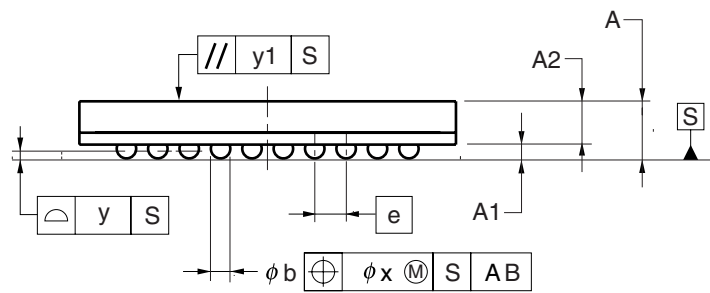 A
// y1 S
A2
S
y S
e
A1
ϕb ⌖ ϕx Ⓜ S AB